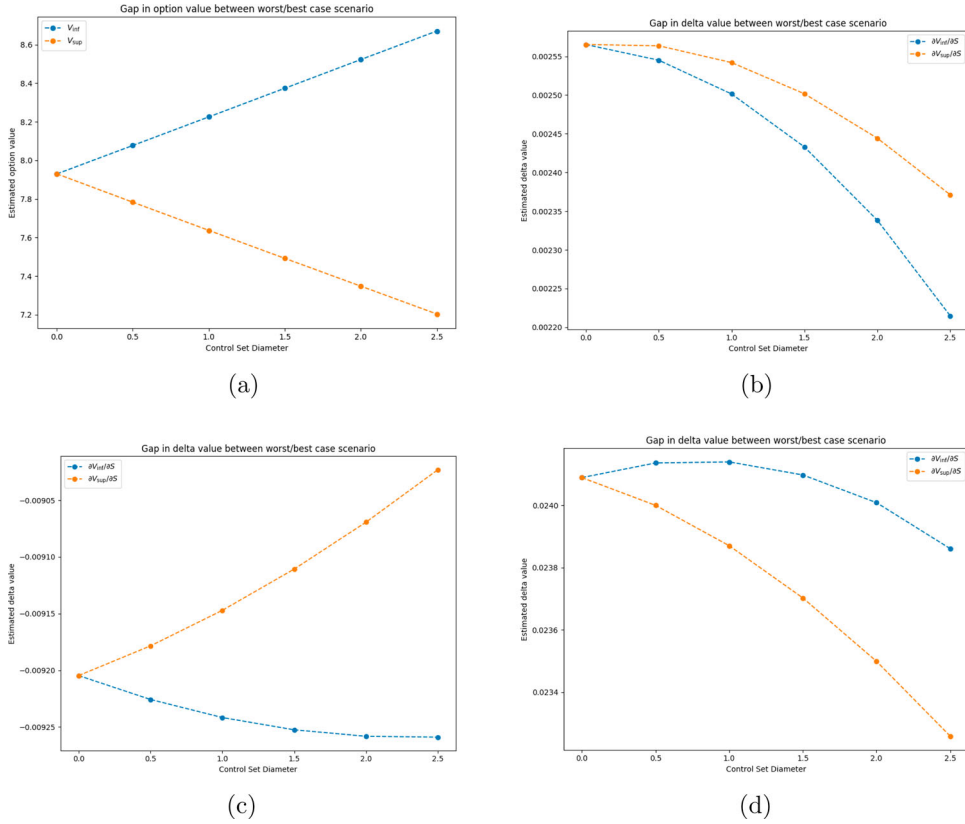 Gap in option value between worst/best case scenario
V_inf
V_sup
8.6
8.4
8.2
8.0
7.8
7.6
7.4
7.2
Estimated option value
0.0 0.5 1.0 1.5 2.0 2.5
Control Set Diameter
(a)
Gap in delta value between worst/best case scenario
∂V_inf/∂S
∂V_sup/∂S
0.00255
0.00250
0.00245
0.00240
0.00235
0.00230
0.00225
0.00220
Estimated delta value
0.0 0.5 1.0 1.5 2.0 2.5
Control Set Diameter
(b)
Gap in delta value between worst/best case scenario
∂V_inf/∂S
∂V_sup/∂S
−0.00905
−0.00910
−0.00915
−0.00920
−0.00925
Estimated delta value
0.0 0.5 1.0 1.5 2.0 2.5
Control Set Diameter
(c)
Gap in delta value between worst/best case scenario
∂V_inf/∂S
∂V_sup/∂S
0.0240
0.0238
0.0236
0.0234
Estimated delta value
0.0 0.5 1.0 1.5 2.0 2.5
Control Set Diameter
(d)